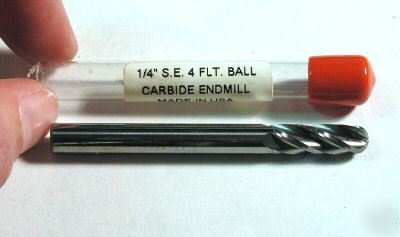 1/4" S.E. 4 FLT. BALL
CARBIDE ENDMILL
MADE IN USA